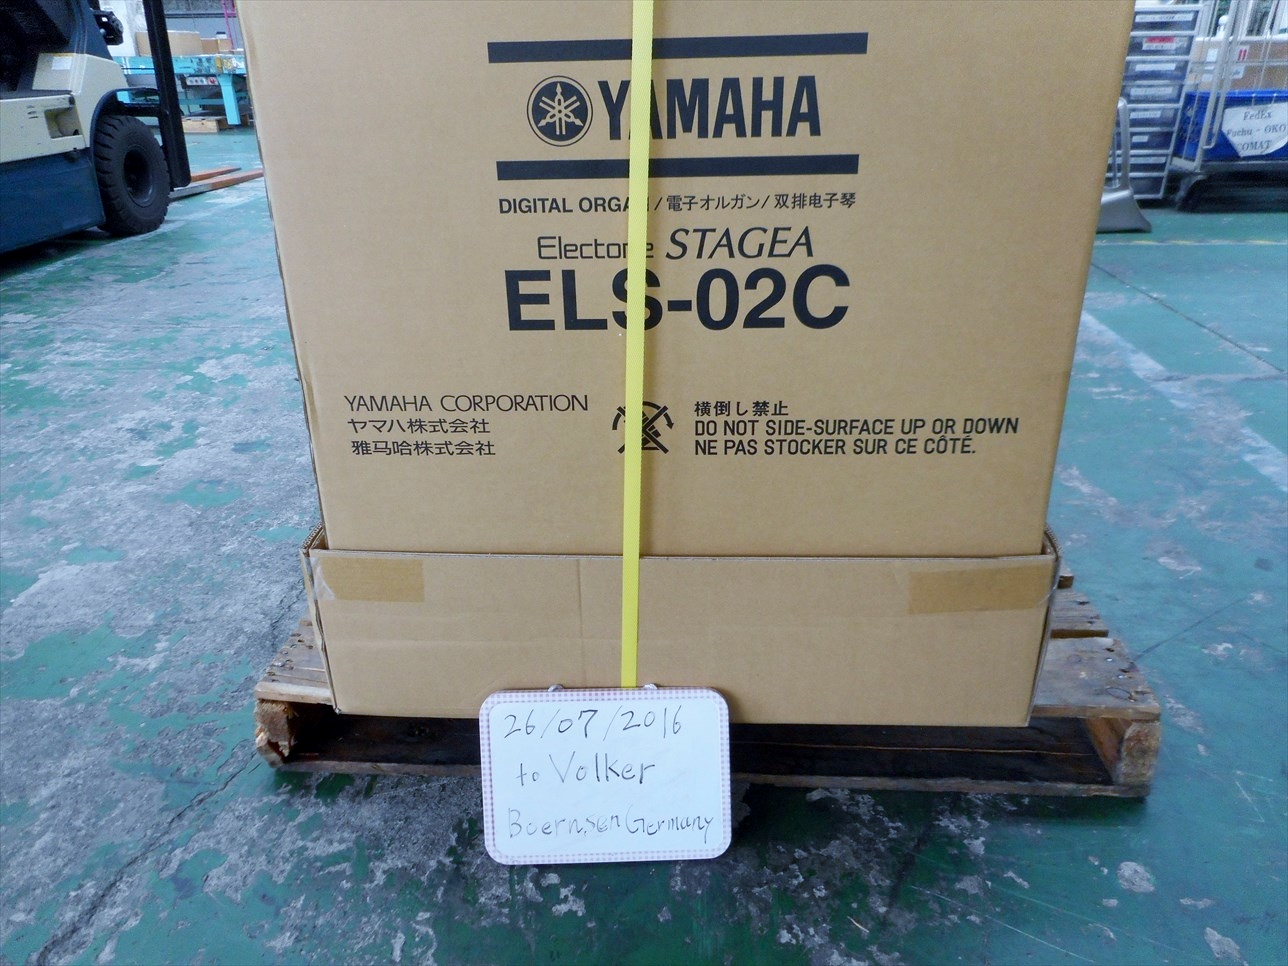 YAMAHA
DIGITAL ORGAN / 電子オルガン / 双排电子琴
Electone STAGEA
ELS-02C
YAMAHA CORPORATION
ヤマハ株式会社
雅马哈株式会社
横倒し禁止
DO NOT SIDE-SURFACE UP OR DOWN
NE PAS STOCKER SUR CE CÔTÉ.
26/07/2016
to Volker
Boernsen Germany
FedEx